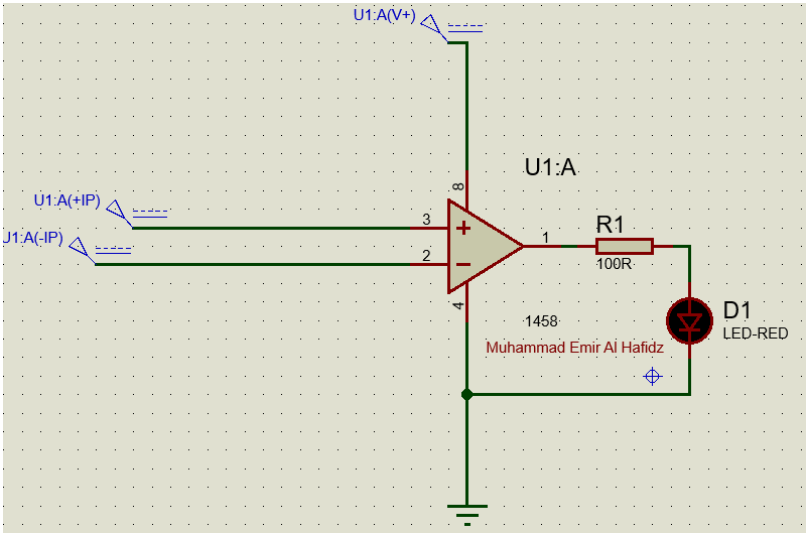 U1:A(V+)
U1:A
8
U1:A(+IP)
3
R1
U1:A(-IP)
2
1
100R
4
D1
1458
LED-RED
Muhammad Emir Al Hafidz